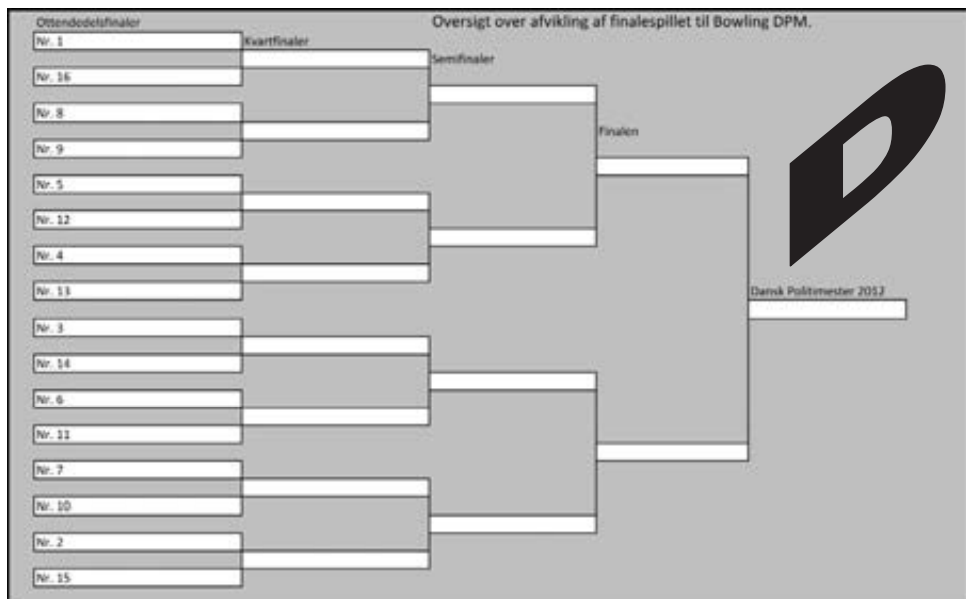 Oversigt over afvikling af finalespillet til Bowling DPM.
Ottendedelsfinaler
Kvartfinaler
Semifinaler
Finalen
Dansk Politimester 2012
Nr. 1
Nr. 16
Nr. 8
Nr. 9
Nr. 5
Nr. 12
Nr. 4
Nr. 13
Nr. 3
Nr. 14
Nr. 6
Nr. 11
Nr. 7
Nr. 10
Nr. 2
Nr. 15
D